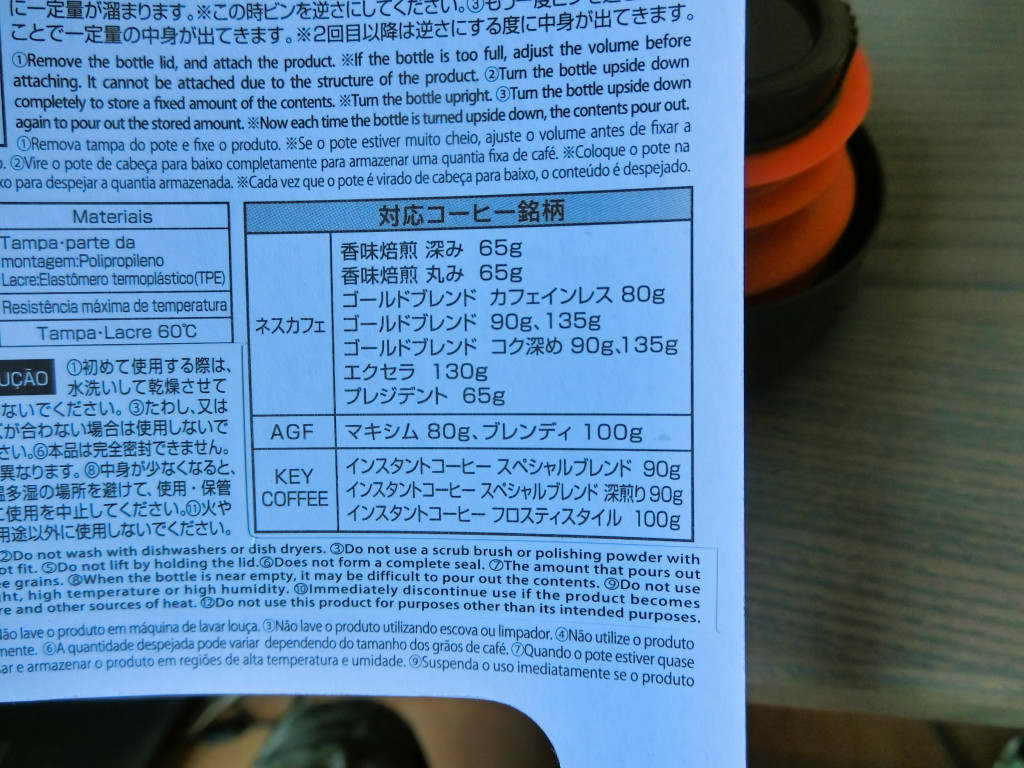 に一定量が溜まります。※この時ビンを逆さにしてください。③もう一度ビンを逆
ことで一定量の中身が出てきます。※2回目以降は逆さにする度に中身が出てきます。
①Remove the bottle lid, and attach the product. ※If the bottle is too full, adjust the volume before
attaching. It cannot be attached due to the structure of the product. ②Turn the bottle upside down
completely to store a fixed amount of the contents. ※Turn the bottle upright. ③Turn the bottle upside down
again to pour out the stored amount. ※Now each time the bottle is turned upside down, the contents pour out.
①Remova tampa do pote e fixe o produto. ※Se o pote estiver muito cheio, ajuste o volume antes de fixar a
o. ②Vire o pote de cabeça para baixo completamente para armazenar uma quantia fixa de café. ※Coloque o pote na
xo para despejar a quantia armazenada. ※Cada vez que o pote é virado de cabeça para baixo, o conteúdo é despejado.
Materiais
Tampa・parte da
montagem:Polipropileno
Lacre:Elastômero termoplástico(TPE)
Resistência máxima de temperatura
Tampa・Lacre 60℃
対応コーヒー銘柄
ネスカフェ
香味焙煎 深み 65g
香味焙煎 丸み 65g
ゴールドブレンド カフェインレス 80g
ゴールドブレンド 90g、135g
ゴールドブレンド コク深め 90g、135g
エクセラ 130g
プレジデント 65g
AGF
マキシム 80g、ブレンディ 100g
KEY
COFFEE
インスタントコーヒー スペシャルブレンド 90g
インスタントコーヒー スペシャルブレンド 深煎り 90g
インスタントコーヒー フロスティスタイル 100g
UÇÃO
①初めて使用する際は、
水洗いして乾燥させて
ないでください。③たわし、又は
が合わない場合は使用しないで
さい。⑥本品は完全密封できません。
異なります。⑧中身が少なくなると、
温多湿の場所を避けて、使用・保管
に使用を中止してください。⑪火や
用途以外に使用しないでください。
②Do not wash with dishwashers or dish dryers. ③Do not use a scrub brush or polishing powder with
ot fit. ⑤Do not lift by holding the lid.⑥Does not form a complete seal. ⑦The amount that pours out
ee grains. ⑧When the bottle is near empty, it may be difficult to pour out the contents. ⑨Do not use
ght, high temperature or high humidity. ⑩Immediately discontinue use if the product becomes
re and other sources of heat. ⑫Do not use this product for purposes other than its intended purposes.
Não lave o produto em máquina de lavar louça. ③Não lave o produto utilizando escova ou limpador. ④Não utilize o produto
mente. ⑥A quantidade despejada pode variar dependendo do tamanho dos grãos de café. ⑦Quando o pote estiver quase
sar e armazenar o produto em regiões de alta temperatura e umidade. ⑨Suspenda o uso imediatamente se o produto